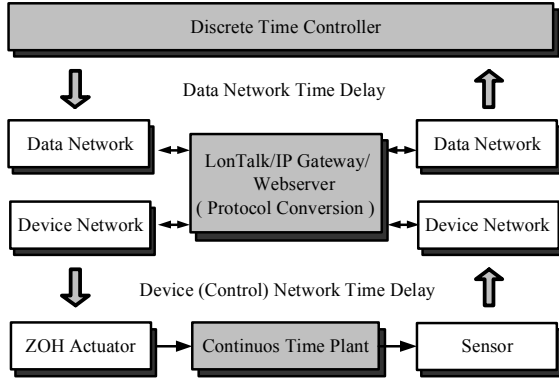 Discrete Time Controller
Data Network Time Delay
Data Network
LonTalk/IP Gateway/
Webserver
( Protocol Conversion )
Data Network
Device Network
Device Network
Device (Control) Network Time Delay
ZOH Actuator
Continuos Time Plant
Sensor